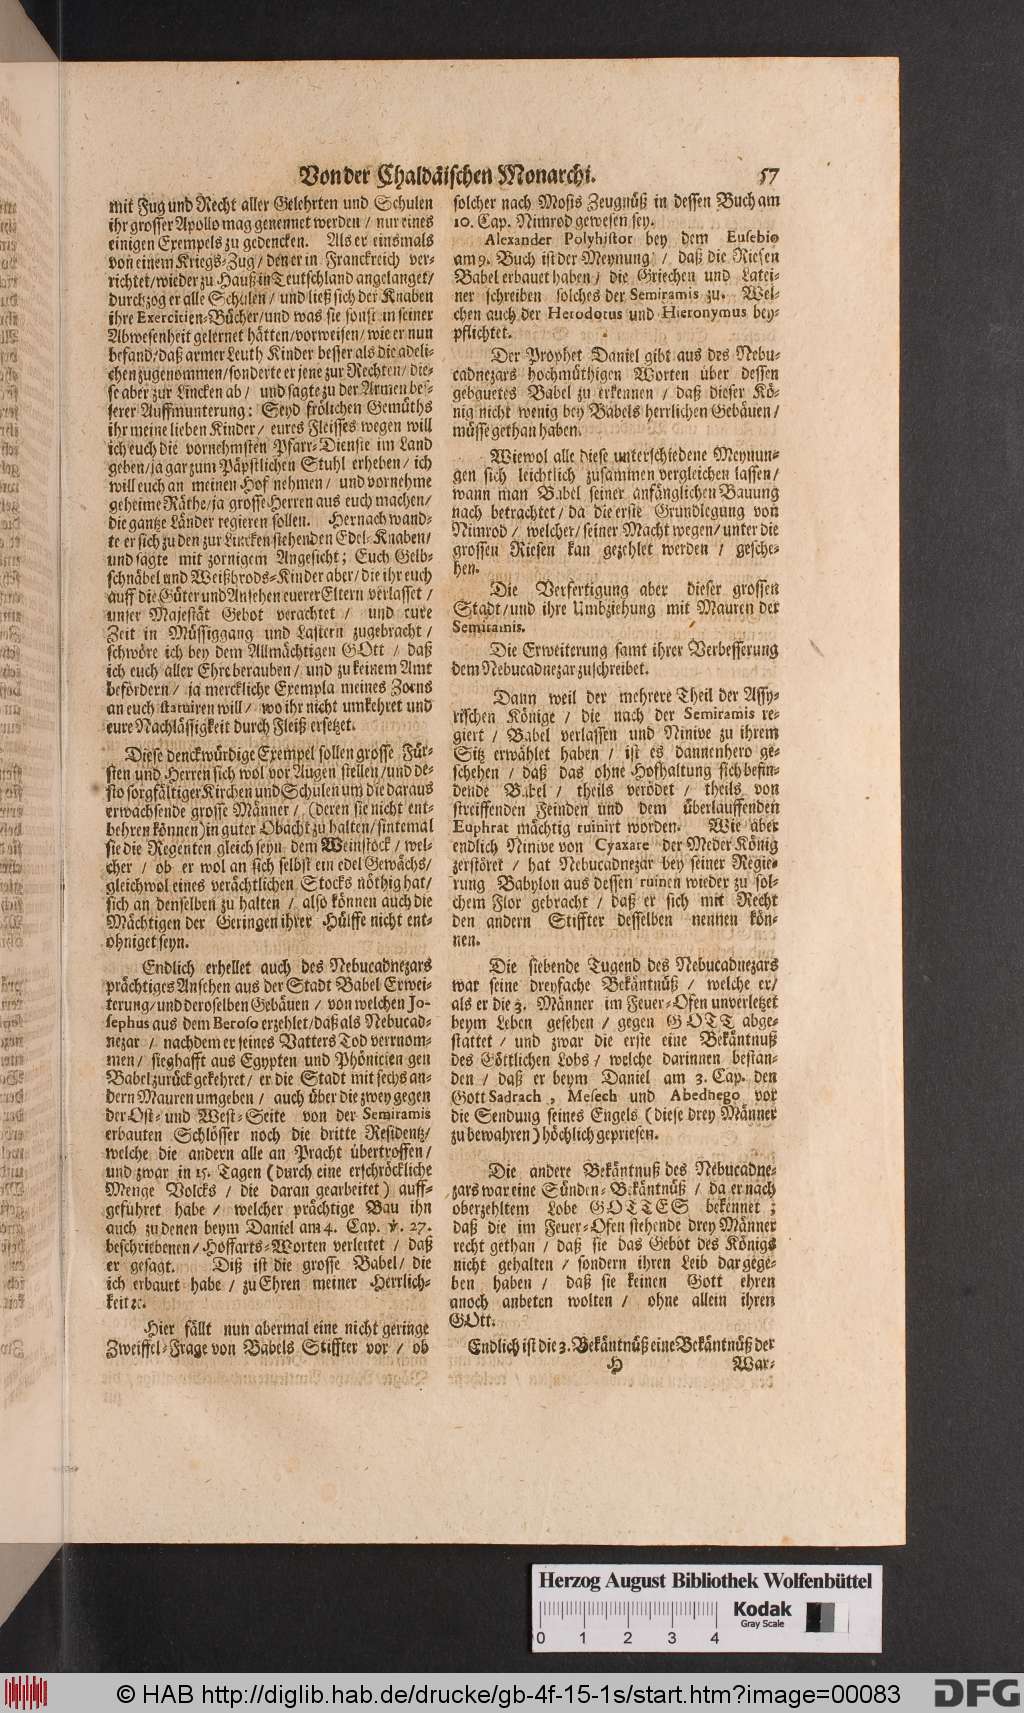 Von der Chaldäischen Monarchi. 57
mit Fug und Recht aller Gelehrten und Schulen
ihr grosser Apollo mag genennet werden / nur eines
einigen Exempels zu gedencken. Als er einsmals
von einem Kriegs-Zug / den er in Franckreich ver-
richtet / wieder zu Hauß in Teutschland angelanget /
durchzog er alle Schulen / und ließ sich der Knaben
ihre Exercitien-Bücher / und was sie sonst in seiner
Abwesenheit gelernet hätten / vorweisen / wie er nun
befand / daß armer Leuth Kinder besser als die adeli-
chen zugenommen / sonderte er jene zur Rechten / die-
se aber zur Lincken ab / und sagte zu der Armen bes-
serer Auffmunterung: Seyd frölichen Gemüths
ihr meine lieben Kinder / eures Fleisses wegen will
ich euch die vornehmsten Pfarr-Dienste im Land
geben / ja gar zum Päpstlichen Stuhl erheben / ich
will euch an meinen Hof nehmen / und vornehme
geheime Räthe / ja grosse Herren aus euch machen /
die gantze Länder regieren sollen. Hernach wand-
te er sich zu den zur Lincken stehenden Edel-Knaben /
und sagte mit zornigem Angesicht; Euch Gelb-
schnäbel und Weißbrods-Kinder aber / die ihr euch
auff die Güter und Ansehen euerer Eltern verlasset /
unser Majestät Gebot verachtet / und eure
Zeit in Müssiggang und Lastern zugebracht /
schwöre ich bey dem Allmächtigen GOtt / daß
ich euch aller Ehre berauben / und zu keinem Amt
befördern / ja merckliche Exempla meines Zorns
an euch statuiren will / wo ihr nicht umkehret und
eure Nachlässigkeit durch Fleiß ersetzet.
Diese denckwürdige Exempel sollen grosse Für-
sten und Herren sich wol vor Augen stellen / und de-
sto sorgfältiger Kirchen und Schulen um die daraus
erwachsende grosse Männer / (deren sie nicht ent-
behren können) in guter Obacht zu halten / sintemal
sie die Regenten gleich seyn dem Weinstock / wel-
cher / ob er wol an sich selbst ein edel Gewächs /
gleichwol eines verächtlichen Stocks nöthig hat /
sich an denselben zu halten / also können auch die
Mächtigen der Geringen ihrer Hülffe nicht ent-
ohniget seyn.
Endlich erhellet auch des Nebucadnezars
prächtiges Ansehen aus der Stadt Babel Erwei-
terung / und deroselben Gebäuen / von welchen Jo-
sephus aus dem Beroso erzehlet / daß als Nebucad-
nezar / nachdem er seines Vatters Tod vernom-
men / sieghafft aus Egypten und Phönicien gen
Babel zurück gekehret / er die Stadt mit sechs an-
dern Mauren umgeben / auch über die zwey gegen
der Ost- und West-Seite von der Semiramis
erbauten Schlösser noch die dritte Residentz /
welche die andern alle an Pracht übertroffen /
und zwar in 15. Tagen (durch eine erschröckliche
Menge Volcks / die daran gearbeitet) auff-
geführet habe / welcher prächtige Bau ihn
auch zu denen beym Daniel am 4. Cap. ℣. 27.
beschriebenen / Hoffarts-Worten verleitet / daß
er gesagt. Diß ist die grosse Babel / die
ich erbauet habe / zu Ehren meiner Herrlich-
keit ꝛc.
Hier fällt nun abermal eine nicht geringe
Zweiffel-Frage von Babels Stiffter vor / ob
solcher nach Mosis Zeugnüß in dessen Buch am
10. Cap. Nimrod gewesen sey.
Alexander Polyhistor bey dem Eusebio
am 9. Buch ist der Meynung / daß die Riesen
Babel erbauet haben / die Griechen und Latei-
ner schreiben solches der Semiramis zu. Wel-
chen auch der Herodotus und Hieronymus bey-
pflichtet.
Der Prophet Daniel gibt aus des Nebu-
cadnezars hochmüthigen Worten über dessen
gebauetes Babel zu erkennen / daß dieser Kö-
nig nicht wenig bey Babels herrlichen Gebäuen /
müsse gethan haben.
Wiewol alle diese unterschiedene Meynun-
gen sich leichtlich zusammen vergleichen lassen /
wann man Babel seiner anfänglichen Bauung
nach betrachtet / da die erste Grundlegung von
Nimrod / welcher / seiner Macht wegen / unter die
grossen Riesen kan gezehlet werden / gesche-
hen.
Die Verfertigung aber dieser grossen
Stadt / und ihre Umbziehung mit Mauren der
Semiramis.
Die Erweiterung samt ihrer Verbesserung
dem Nebucadnezar zuschreibet.
Dann weil der mehrere Theil der Assy-
rischen Könige / die nach der Semiramis re-
giert / Babel verlassen und Ninive zu ihrem
Sitz erwählet haben / ist es dannenhero ge-
schehen / daß das ohne Hofhaltung sich befin-
dende Babel / theils verödet / theils von
streiffenden Feinden und dem überlauffenden
Euphrat mächtig ruinirt worden. Wie aber
endlich Ninive von Cyaxare der Meder König
zerstöret / hat Nebucadnezar bey seiner Regie-
rung Babylon aus dessen ruinen wieder zu sol-
chem Flor gebracht / daß er sich mit Recht
den andern Stiffter desselben nennen kön-
nen.
Die siebende Tugend des Nebucadnezars
war seine dreyfache Bekäntnüß / welche er /
als er die 3. Männer im Feuer-Ofen unverletzet
beym Leben gesehen / gegen GOTT abge-
stattet / und zwar die erste eine Bekäntnuß
des Göttlichen Lobs / welche darinnen bestan-
den / daß er beym Daniel am 3. Cap. den
Gott Sadrach, Mesech und Abednego vor
die Sendung seines Engels (diese drey Männer
zu bewahren) höchlich gepriesen.
Die andere Bekäntnuß des Nebucadne-
zars war eine Sünden-Bekäntnüß / da er nach
oberzehltem Lobe GOTTES bekennet;
daß die im Feuer-Ofen stehende drey Männer
recht gethan / daß sie das Gebot des Königs
nicht gehalten / sondern ihren Leib dargege-
ben haben / daß sie keinen Gott ehren
anoch anbeten wolten / ohne allein ihren
GOtt.
Endlich ist die 3. Bekäntnüß eine Bekäntnüß der
H War-
Herzog August Bibliothek Wolfenbüttel
Kodak
Gray Scale
0 1 2 3 4
© HAB http://diglib.hab.de/drucke/gb-4f-15-1s/start.htm?image=00083
DFG